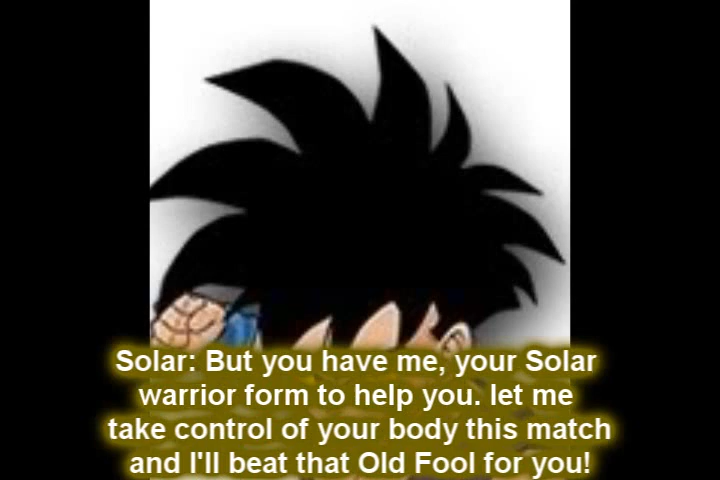 Solar: But you have me, your Solar
warrior form to help you. let me
take control of your body this match
and I'll beat that Old Fool for you!